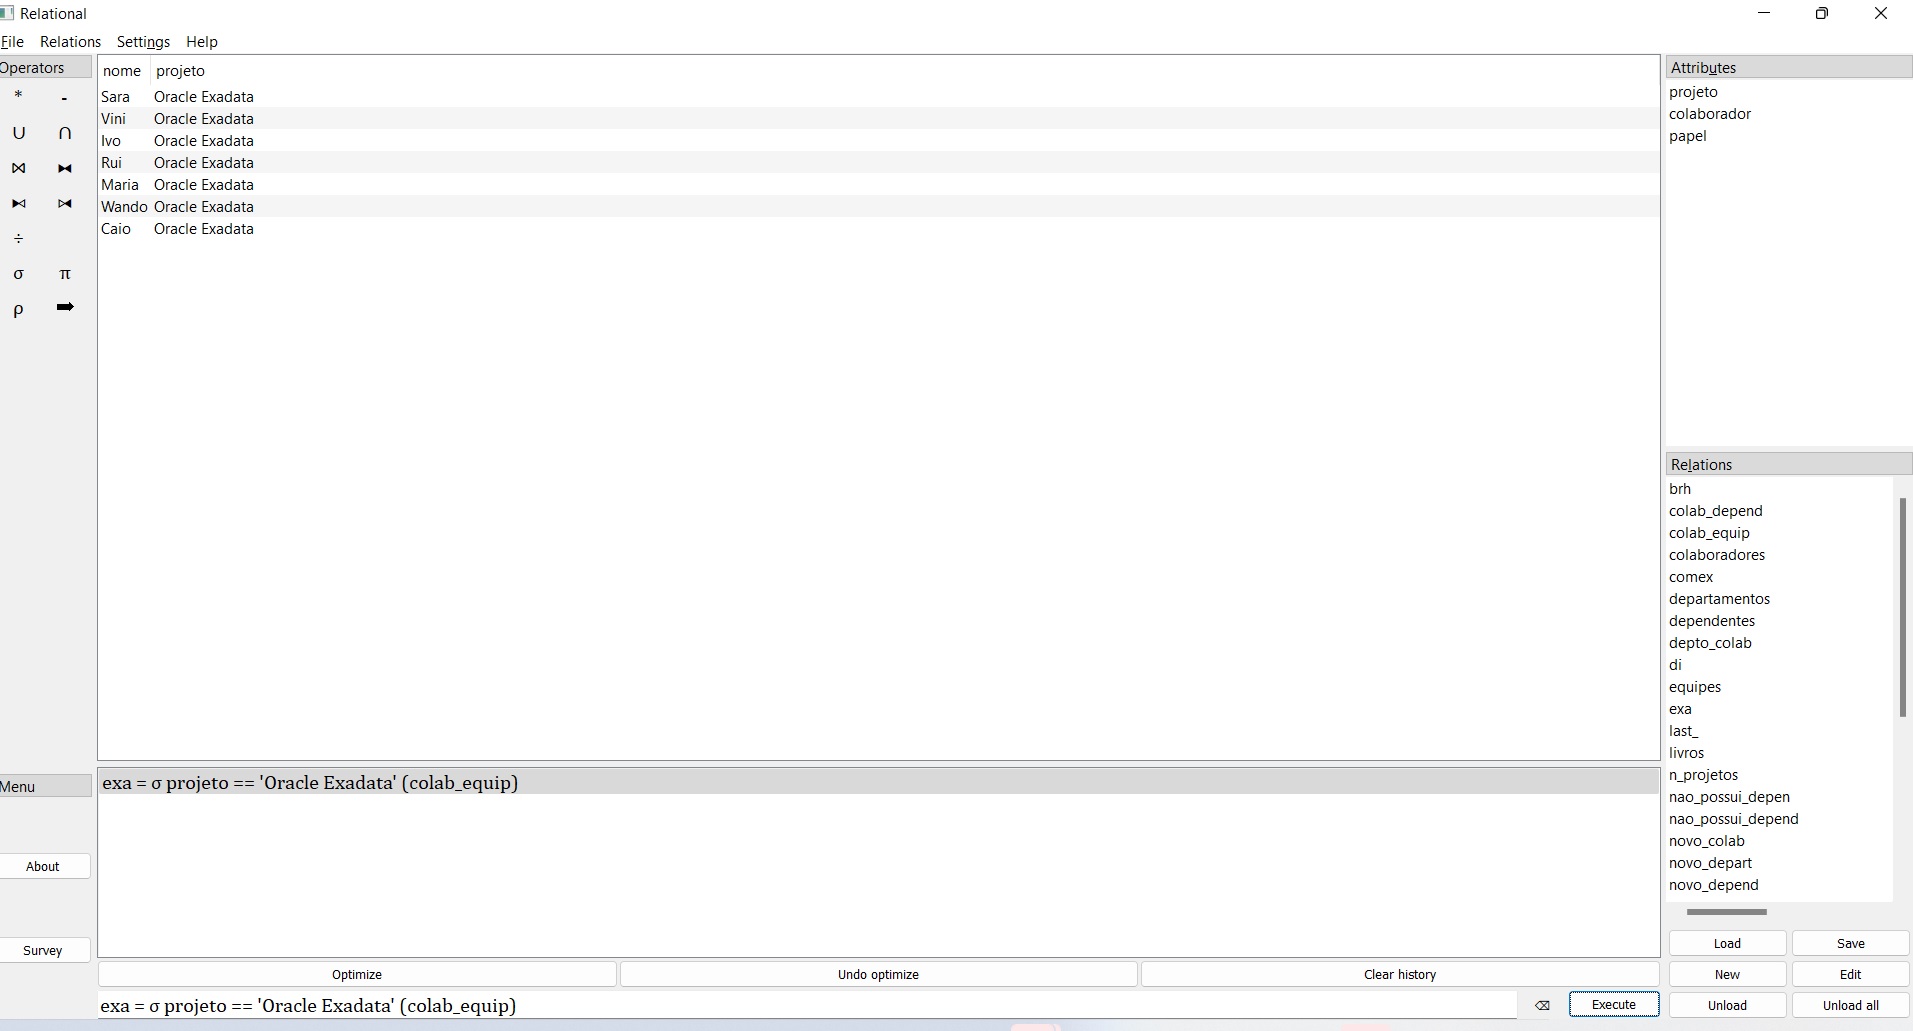 Relational
File Relations Settings Help
Operators
* -
∪ ∩
⋈ ⧓
⧑ ⧒
÷
σ π
ρ ➡
nome projeto
Sara Oracle Exadata
Vini Oracle Exadata
Ivo Oracle Exadata
Rui Oracle Exadata
Maria Oracle Exadata
Wando Oracle Exadata
Caio Oracle Exadata
Attributes
projeto
colaborador
papel
Relations
brh
colab_depend
colab_equip
colaboradores
comex
departamentos
dependentes
depto_colab
di
equipes
exa
last_
livros
n_projetos
nao_possui_depen
nao_possui_depend
novo_colab
novo_depart
novo_depend
Menu
About
Survey
exa = σ projeto == 'Oracle Exadata' (colab_equip)
Optimize Undo optimize Clear history
exa = σ projeto == 'Oracle Exadata' (colab_equip)
⌫ Execute
Load Save
New Edit
Unload Unload all